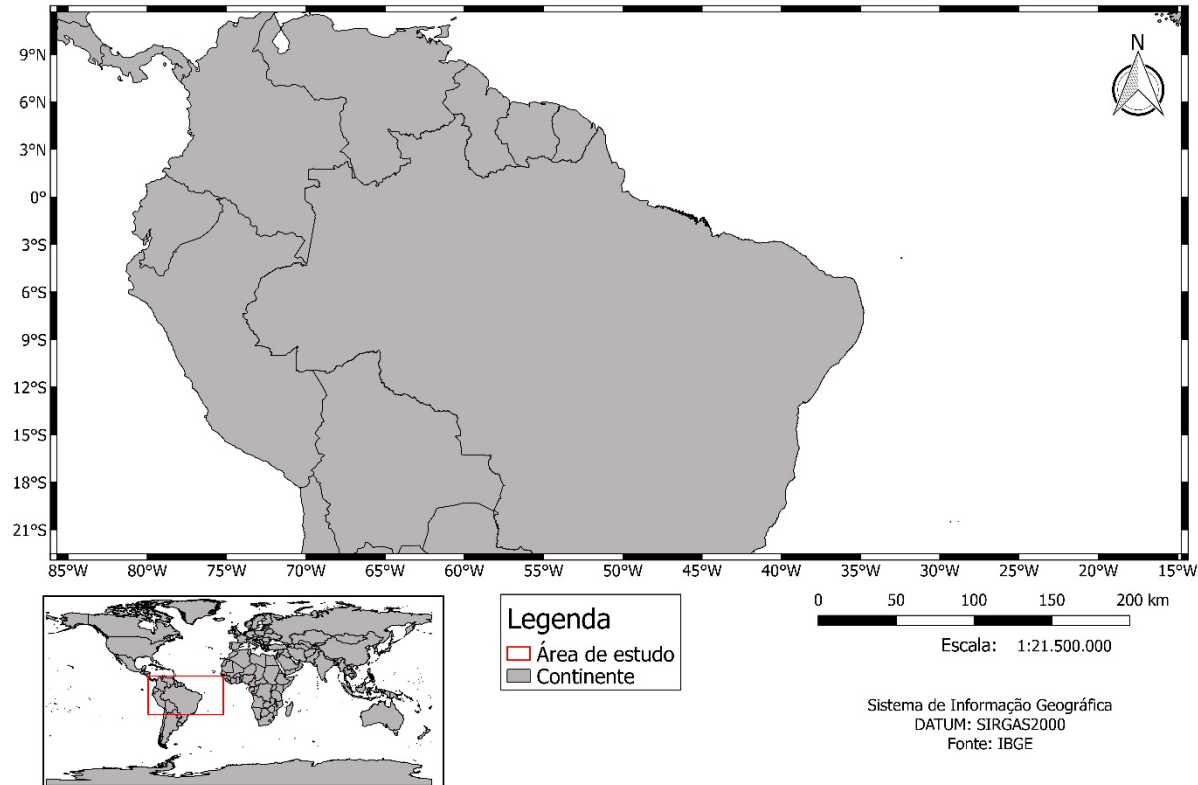 N
9°N
6°N
3°N
0°
3°S
6°S
9°S
12°S
15°S
18°S
21°S
85°W 80°W 75°W 70°W 65°W 60°W 55°W 50°W 45°W 40°W 35°W 30°W 25°W 20°W 15°W
Legenda
Área de estudo
Continente
0 50 100 150 200 km
Escala: 1:21.500.000
Sistema de Informação Geográfica
DATUM: SIRGAS2000
Fonte: IBGE